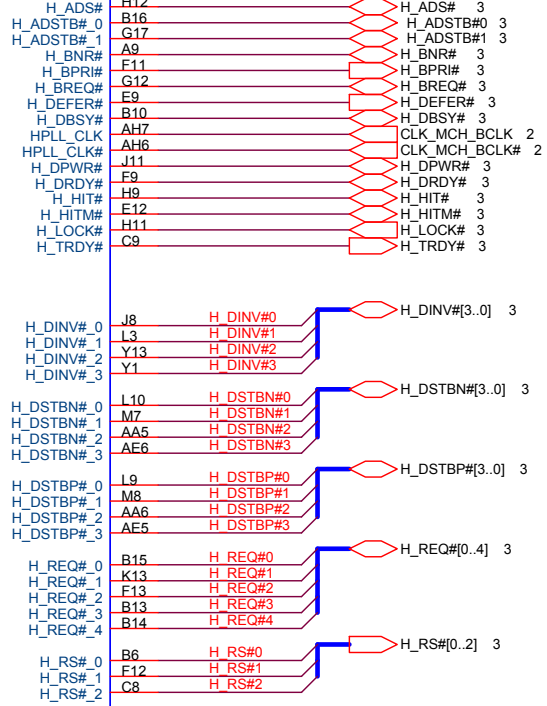 H_ADS# H12 H_ADS# 3
H_ADSTB#_0 B16 H_ADSTB#0 3
H_ADSTB#_1 G17 H_ADSTB#1 3
H_BNR# A9 H_BNR# 3
H_BPRI# F11 H_BPRI# 3
H_BREQ# G12 H_BREQ# 3
H_DEFER# E9 H_DEFER# 3
H_DBSY# B10 H_DBSY# 3
HPLL_CLK AH7 CLK_MCH_BCLK 2
HPLL_CLK# AH6 CLK_MCH_BCLK# 2
H_DPWR# J11 H_DPWR# 3
H_DRDY# F9 H_DRDY# 3
H_HIT# H9 H_HIT# 3
H_HITM# E12 H_HITM# 3
H_LOCK# H11 H_LOCK# 3
H_TRDY# C9 H_TRDY# 3
H_DINV#[3..0] 3
H_DINV#_0 J8 H_DINV#0
H_DINV#_1 L3 H_DINV#1
H_DINV#_2 Y13 H_DINV#2
H_DINV#_3 Y1 H_DINV#3
H_DSTBN#[3..0] 3
H_DSTBN#_0 L10 H_DSTBN#0
H_DSTBN#_1 M7 H_DSTBN#1
H_DSTBN#_2 AA5 H_DSTBN#2
H_DSTBN#_3 AE6 H_DSTBN#3
H_DSTBP#[3..0] 3
H_DSTBP#_0 L9 H_DSTBP#0
H_DSTBP#_1 M8 H_DSTBP#1
H_DSTBP#_2 AA6 H_DSTBP#2
H_DSTBP#_3 AE5 H_DSTBP#3
H_REQ#[0..4] 3
H_REQ#_0 B15 H_REQ#0
H_REQ#_1 K13 H_REQ#1
H_REQ#_2 F13 H_REQ#2
H_REQ#_3 B13 H_REQ#3
H_REQ#_4 B14 H_REQ#4
H_RS#[0..2] 3
H_RS#_0 B6 H_RS#0
H_RS#_1 F12 H_RS#1
H_RS#_2 C8 H_RS#2